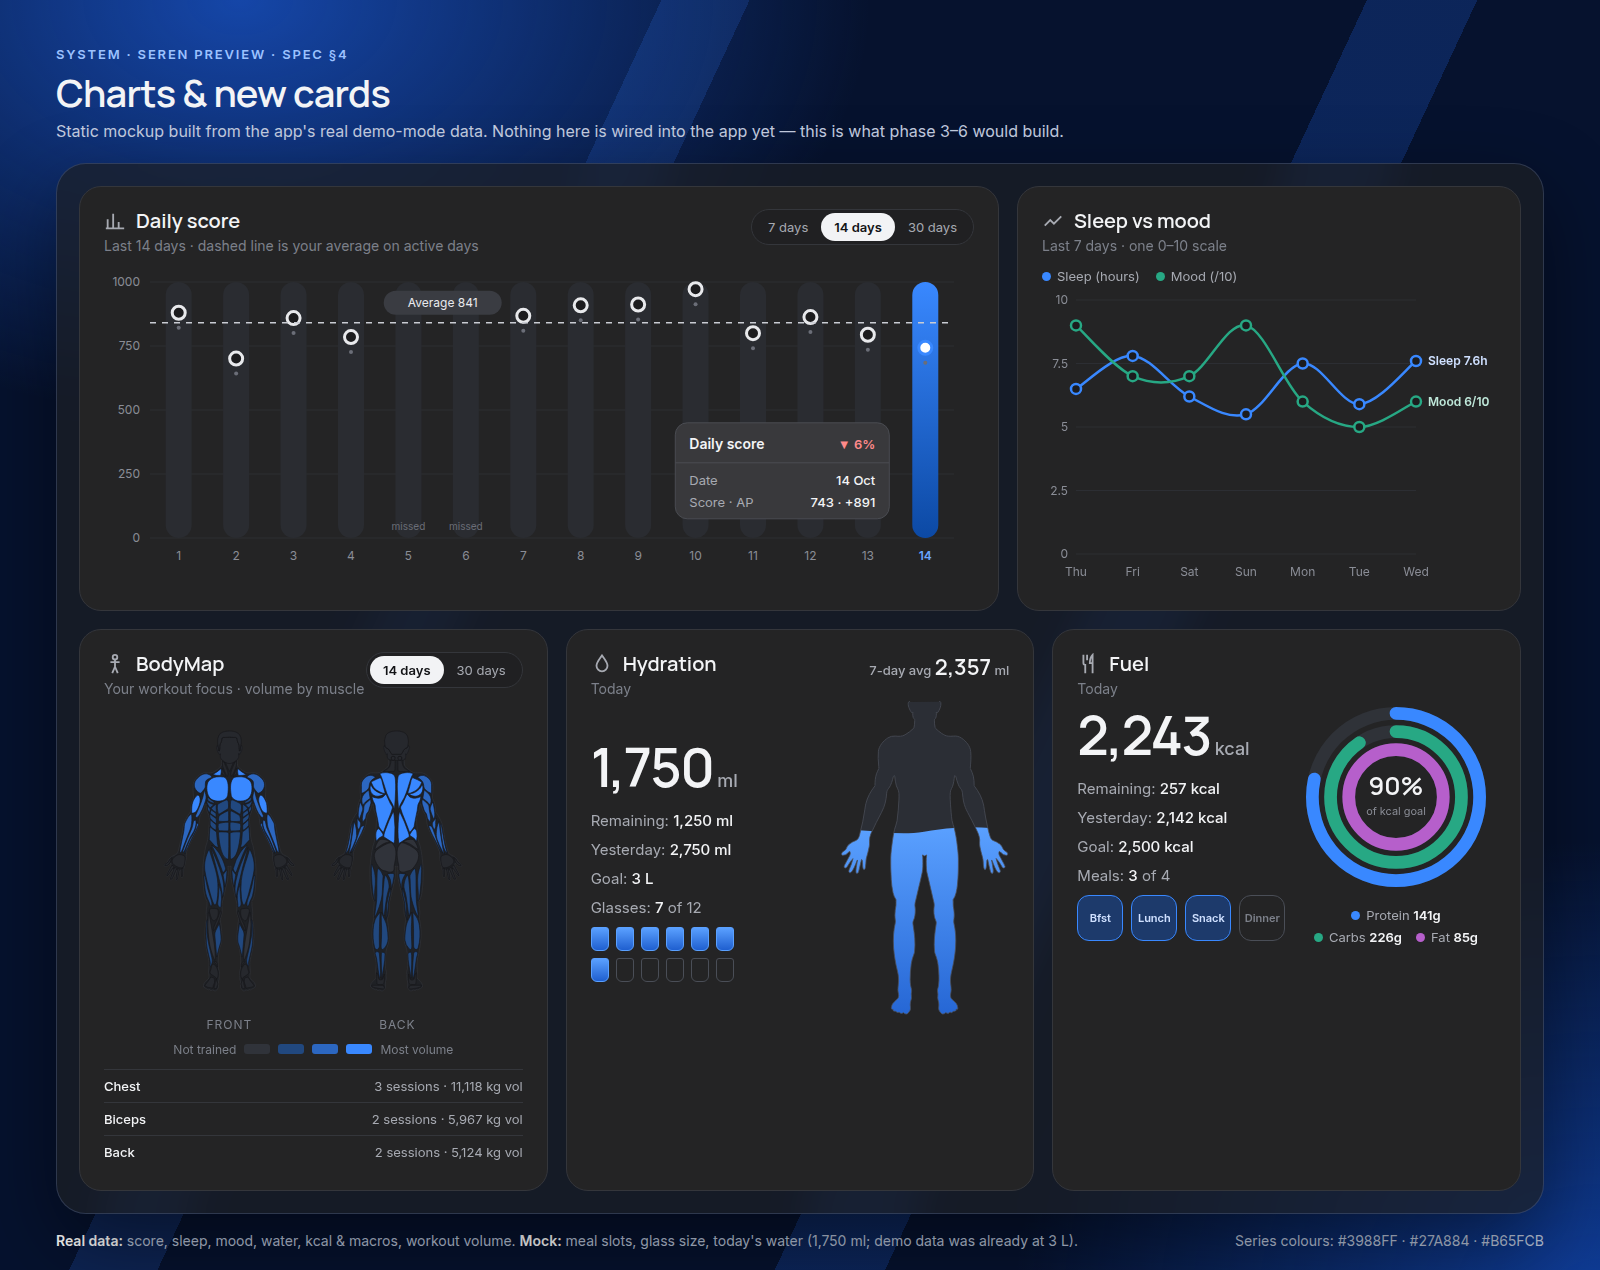 SYSTEM · SEREN PREVIEW · SPEC §4
Charts & new cards
Static mockup built from the app's real demo-mode data. Nothing here is wired into the app yet — this is what phase 3–6 would build.
Daily score
7 days 14 days 30 days
Last 14 days · dashed line is your average on active days
1000
750
500
250
0
Average 841
Daily score ▼ 6%
Date 14 Oct
Score · AP 743 · +891
missed missed
1 2 3 4 5 6 7 8 9 10 11 12 13 14
Sleep vs mood
Last 7 days · one 0–10 scale
Sleep (hours) Mood (/10)
10
7.5
5
2.5
0
Sleep 7.6h
Mood 6/10
Thu Fri Sat Sun Mon Tue Wed
BodyMap
14 days 30 days
Your workout focus · volume by muscle
FRONT BACK
Not trained Most volume
Chest 3 sessions · 11,118 kg vol
Biceps 2 sessions · 5,967 kg vol
Back 2 sessions · 5,124 kg vol
Hydration
7-day avg 2,357 ml
Today
1,750 ml
Remaining: 1,250 ml
Yesterday: 2,750 ml
Goal: 3 L
Glasses: 7 of 12
Fuel
Today
2,243 kcal
Remaining: 257 kcal
Yesterday: 2,142 kcal
Goal: 2,500 kcal
Meals: 3 of 4
Bfst Lunch Snack Dinner
90%
of kcal goal
Protein 141g
Carbs 226g Fat 85g
Real data: score, sleep, mood, water, kcal & macros, workout volume. Mock: meal slots, glass size, today's water (1,750 ml; demo data was already at 3 L).
Series colours: #3988FF · #27A884 · #B65FCB